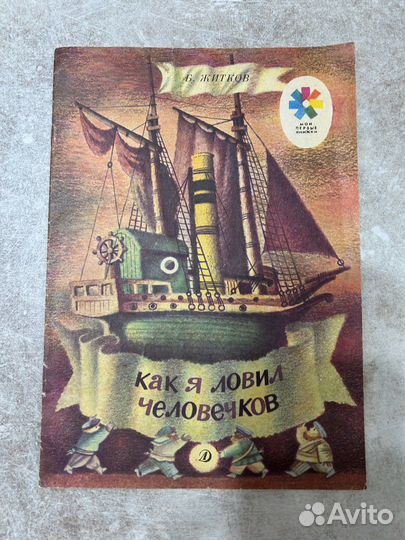 Б. ЖИТКОВ
МОИ
ПЕРВЫЕ
КНИЖКИ
как я ловил
человечков
Д
Avito